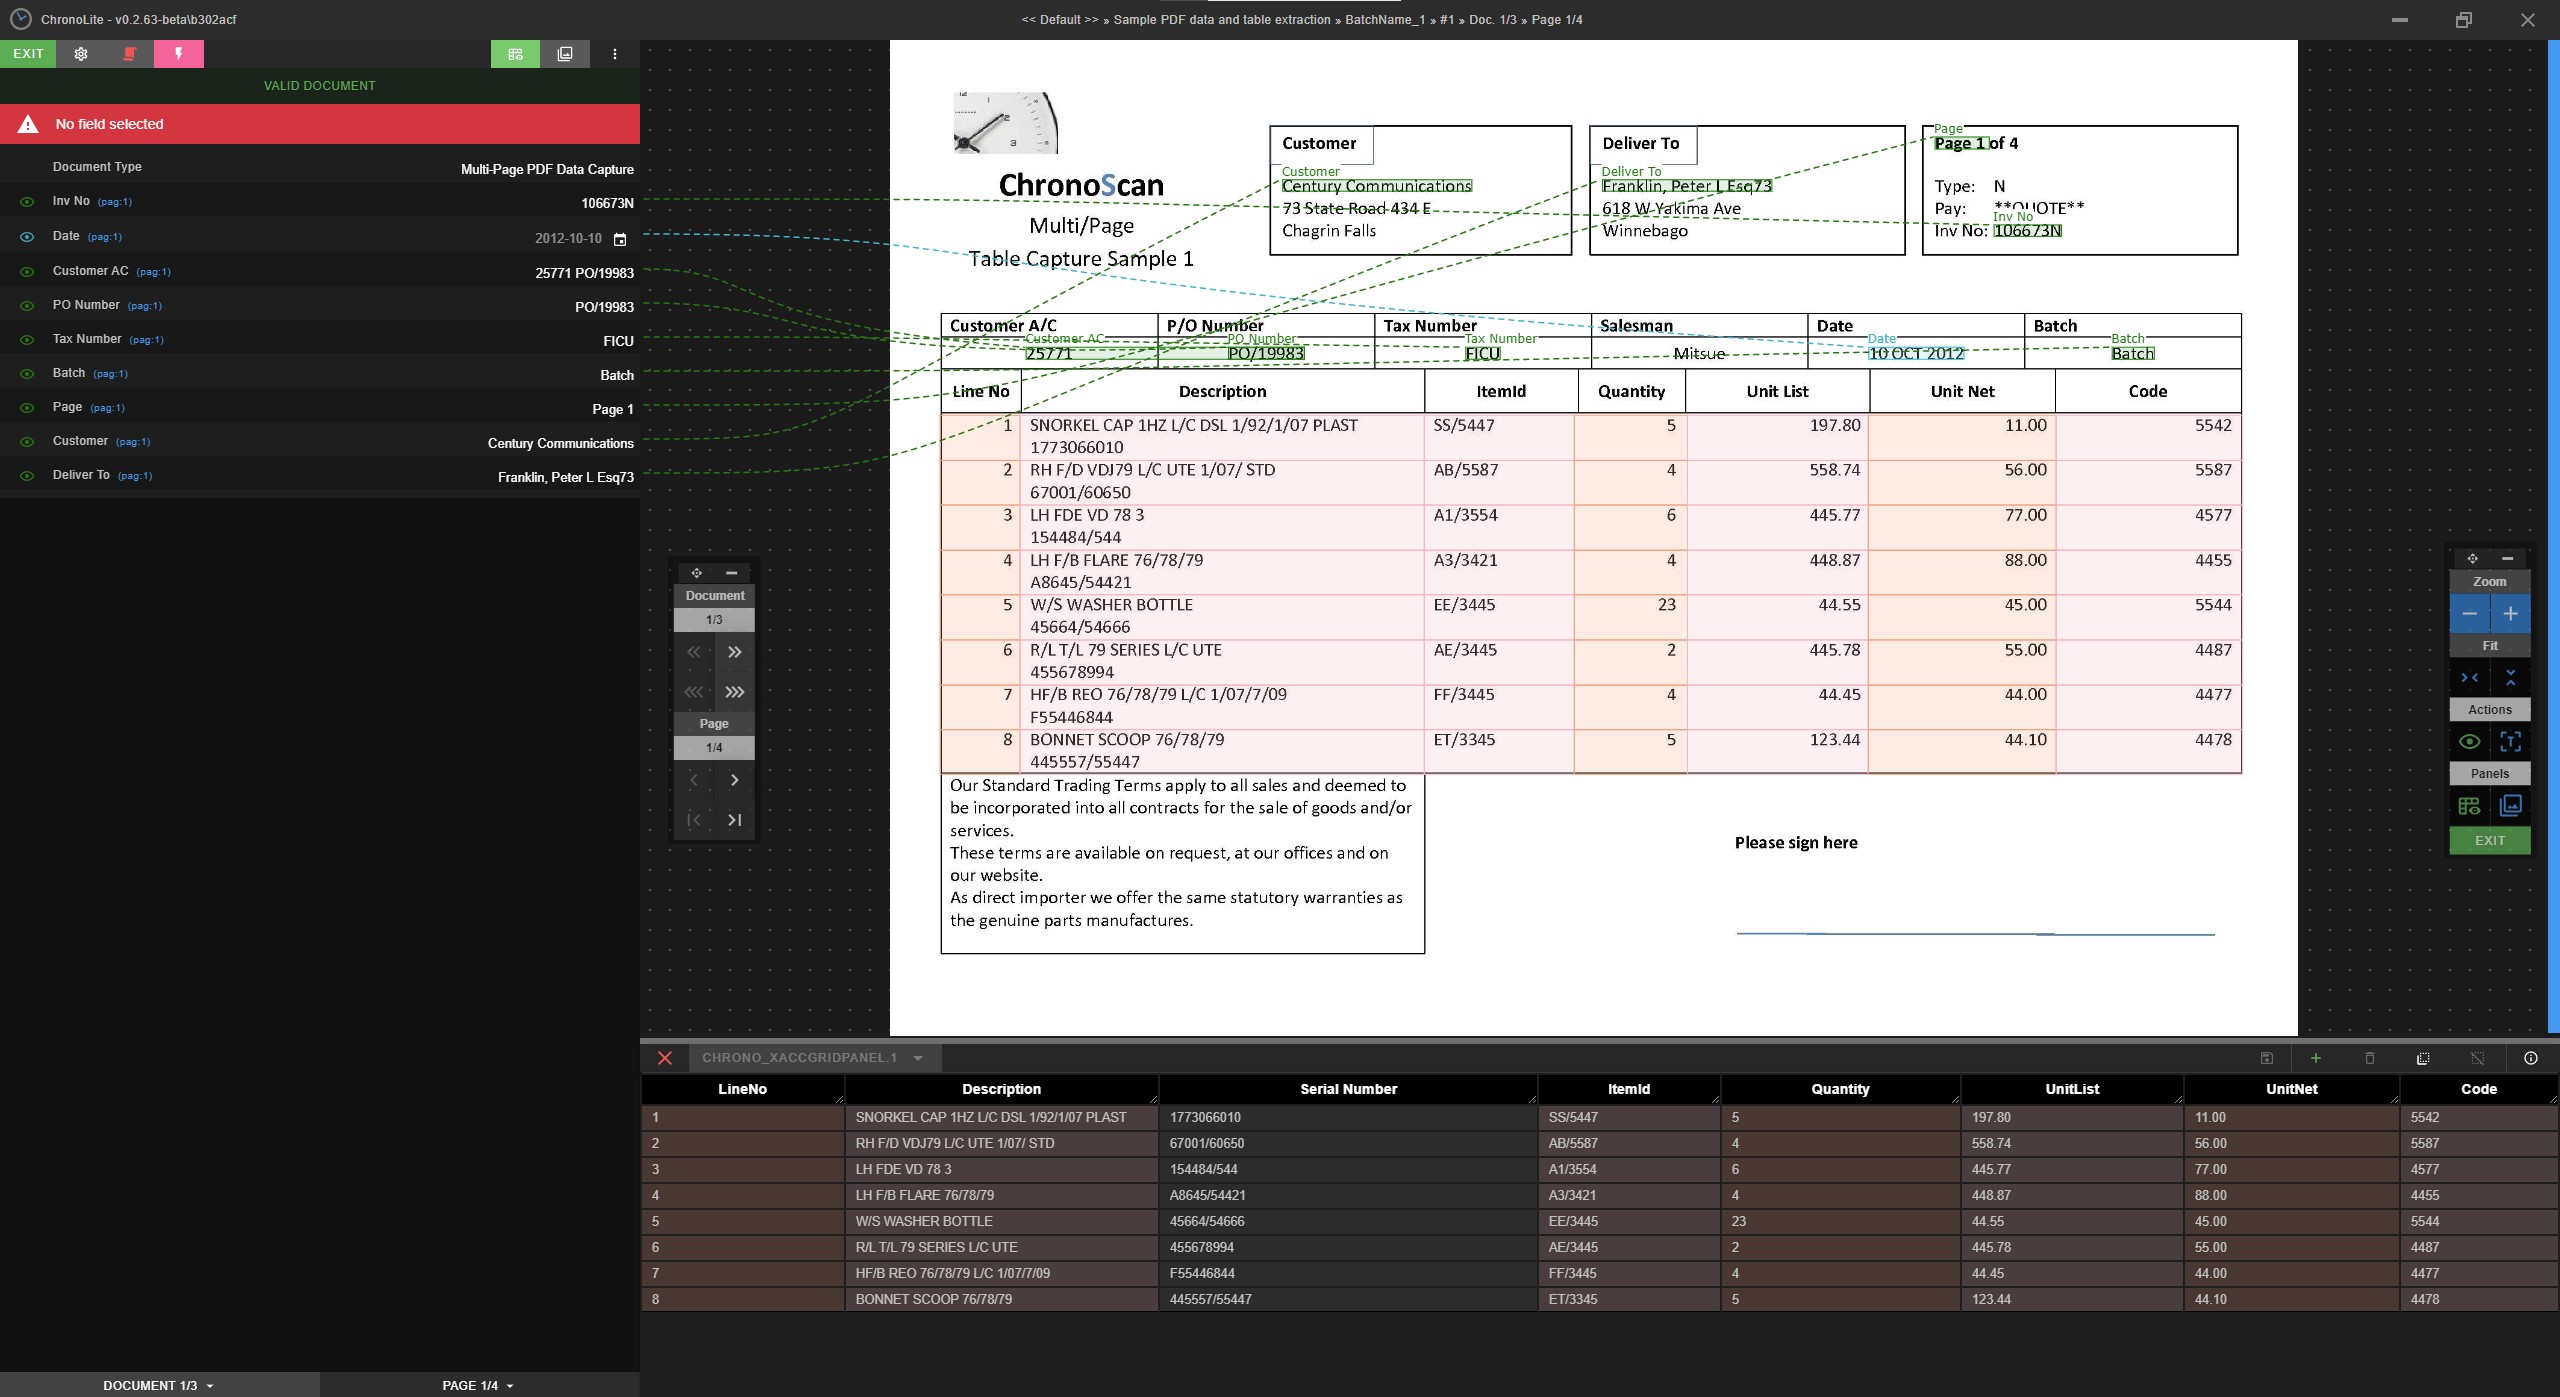 ChronoLite - v0.2.63-beta\b302acf
<< Default >> » Sample PDF data and table extraction » BatchName_1 » #1 » Doc. 1/3 » Page 1/4
EXIT
VALID DOCUMENT
No field selected
Document Type Multi-Page PDF Data Capture
Inv No (pag:1) 106673N
Date (pag:1) 2012-10-10
Customer AC (pag:1) 25771 PO/19983
PO Number (pag:1) PO/19983
Tax Number (pag:1) FICU
Batch (pag:1) Batch
Page (pag:1) Page 1
Customer (pag:1) Century Communications
Deliver To (pag:1) Franklin, Peter L Esq73
DOCUMENT 1/3 PAGE 1/4
Document
1/3
Page
1/4
ChronoScan
Multi/Page
Table Capture Sample 1
Customer
Customer
Century Communications
73 State Road 434 E
Chagrin Falls
Deliver To
Deliver To
Franklin, Peter L Esq73
618 W Yakima Ave
Winnebago
Page
Page 1 of 4
Type: N
Pay: **QUOTE**
Inv No
Inv No: 106673N
Customer A/C P/O Number Tax Number Salesman Date Batch
Customer AC PO Number Tax Number Date Batch
25771 PO/19983 FICU Mitsue 10 OCT 2012 Batch
Line No Description ItemId Quantity Unit List Unit Net Code
1 SNORKEL CAP 1HZ L/C DSL 1/92/1/07 PLAST SS/5447 5 197.80 11.00 5542
1773066010
2 RH F/D VDJ79 L/C UTE 1/07/ STD AB/5587 4 558.74 56.00 5587
67001/60650
3 LH FDE VD 78 3 A1/3554 6 445.77 77.00 4577
154484/544
4 LH F/B FLARE 76/78/79 A3/3421 4 448.87 88.00 4455
A8645/54421
5 W/S WASHER BOTTLE EE/3445 23 44.55 45.00 5544
45664/54666
6 R/L T/L 79 SERIES L/C UTE AE/3445 2 445.78 55.00 4487
455678994
7 HF/B REO 76/78/79 L/C 1/07/7/09 FF/3445 4 44.45 44.00 4477
F55446844
8 BONNET SCOOP 76/78/79 ET/3345 5 123.44 44.10 4478
445557/55447
Our Standard Trading Terms apply to all sales and deemed to
be incorporated into all contracts for the sale of goods and/or
services.
These terms are available on request, at our offices and on
our website.
As direct importer we offer the same statutory warranties as
the genuine parts manufactures.
Please sign here
Zoom
Fit
Actions
Panels
EXIT
CHRONO_XACCGRIDPANEL.1
LineNo Description Serial Number ItemId Quantity UnitList UnitNet Code
1 SNORKEL CAP 1HZ L/C DSL 1/92/1/07 PLAST 1773066010 SS/5447 5 197.80 11.00 5542
2 RH F/D VDJ79 L/C UTE 1/07/ STD 67001/60650 AB/5587 4 558.74 56.00 5587
3 LH FDE VD 78 3 154484/544 A1/3554 6 445.77 77.00 4577
4 LH F/B FLARE 76/78/79 A8645/54421 A3/3421 4 448.87 88.00 4455
5 W/S WASHER BOTTLE 45664/54666 EE/3445 23 44.55 45.00 5544
6 R/L T/L 79 SERIES L/C UTE 455678994 AE/3445 2 445.78 55.00 4487
7 HF/B REO 76/78/79 L/C 1/07/7/09 F55446844 FF/3445 4 44.45 44.00 4477
8 BONNET SCOOP 76/78/79 445557/55447 ET/3345 5 123.44 44.10 4478